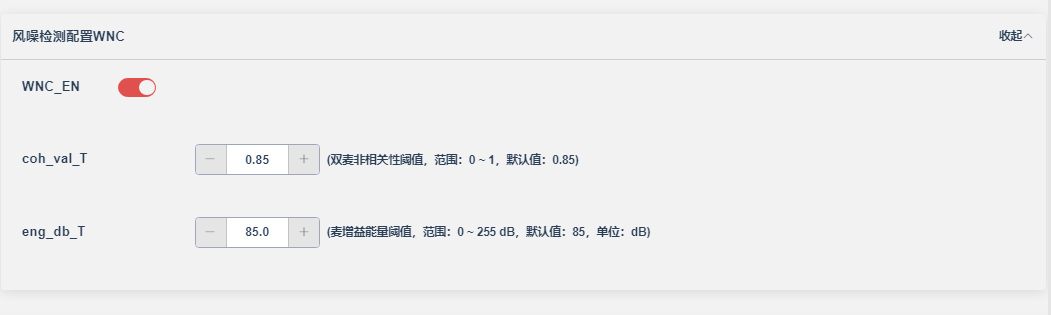 风噪检测配置WNC 收起
WNC_EN
coh_val_T 0.85 (双麦非相关性阈值，范围：0 ~ 1，默认值：0.85)
eng_db_T 85.0 (麦增益能量阈值，范围：0 ~ 255 dB，默认值：85，单位：dB)